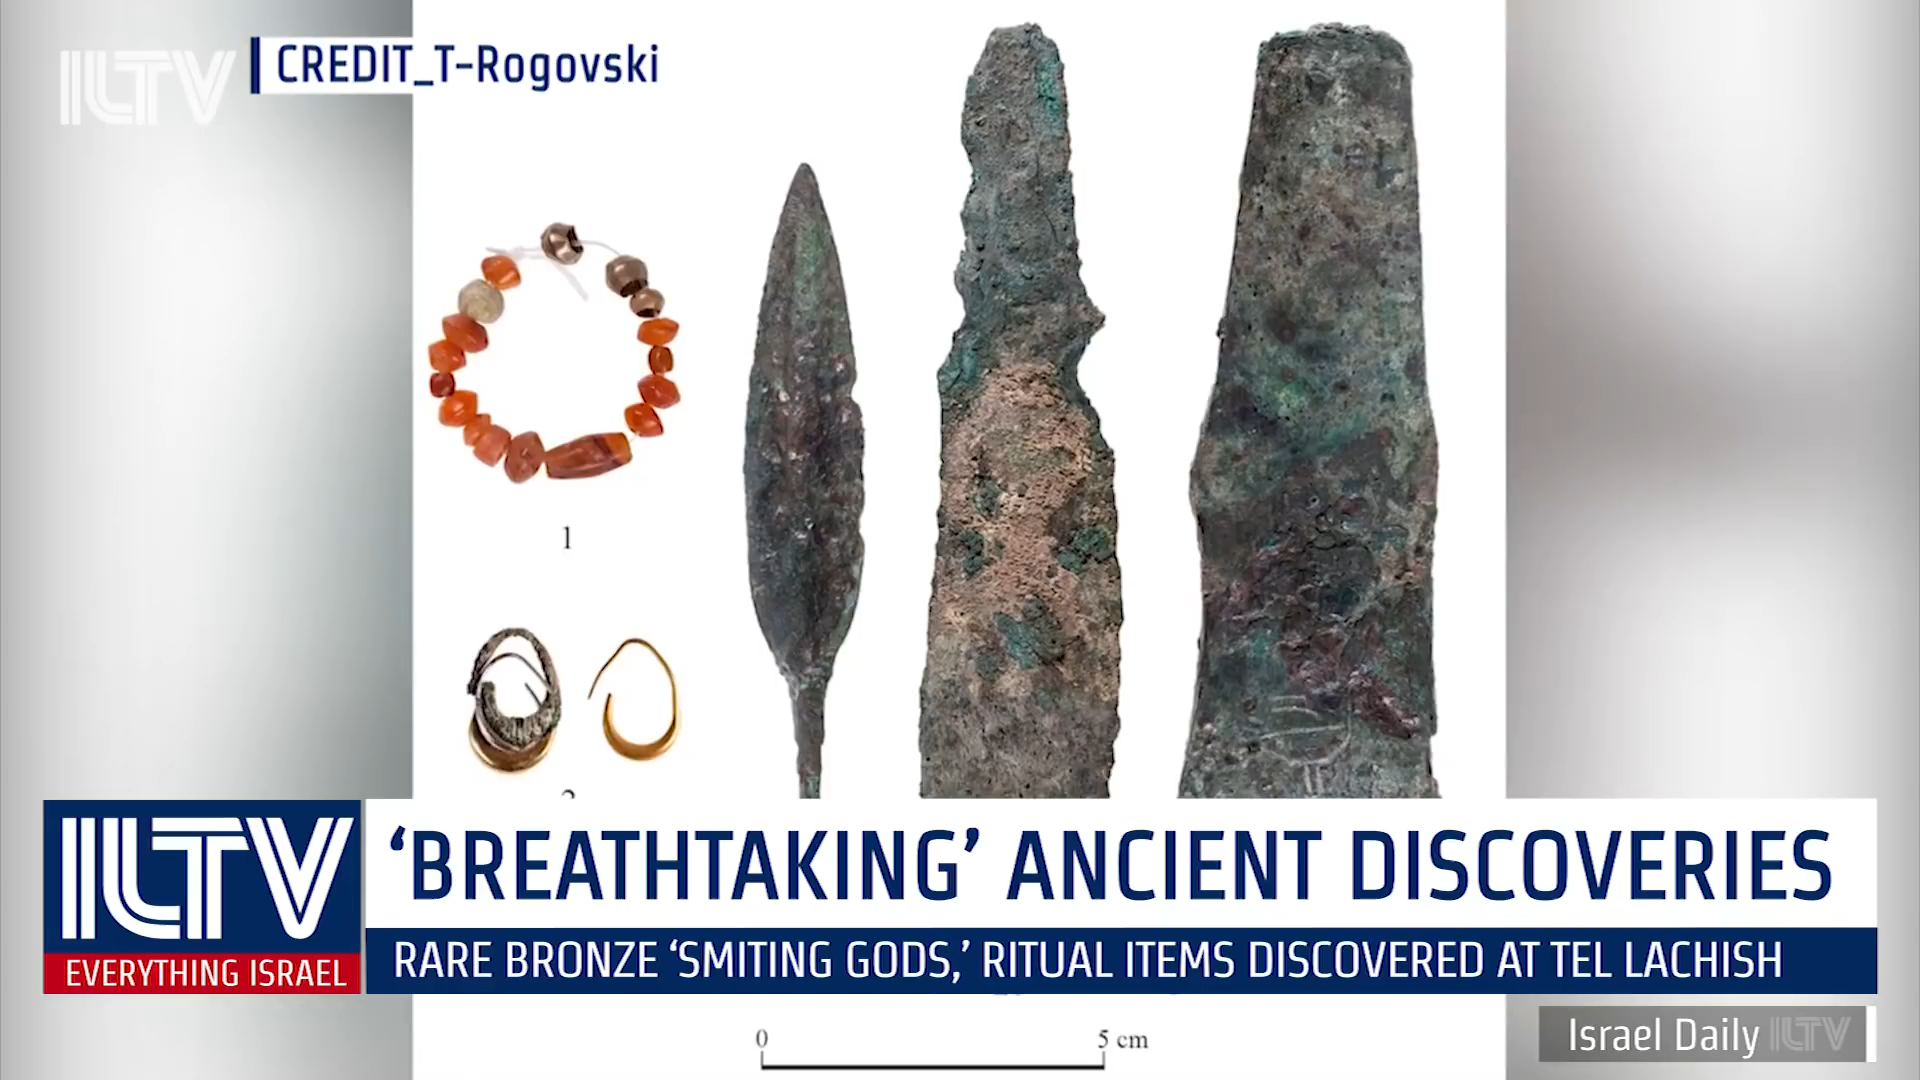 ILTV
CREDIT_T-Rogovski
1
2
ILTV
EVERYTHING ISRAEL
‘BREATHTAKING’ ANCIENT DISCOVERIES
RARE BRONZE ‘SMITING GODS,’ RITUAL ITEMS DISCOVERED AT TEL LACHISH
0 5 cm
Israel Daily ILTV